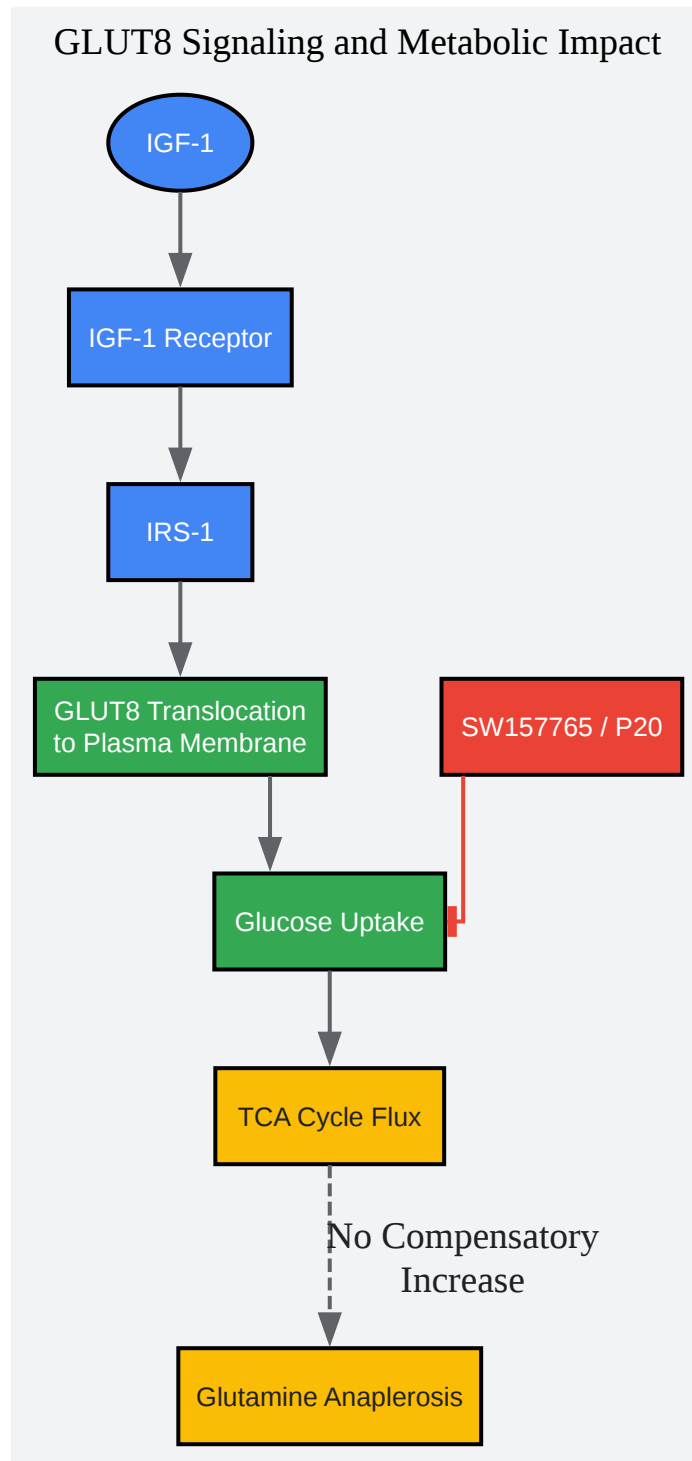 GLUT8 Signaling and Metabolic Impact
IGF-1
IGF-1 Receptor
IRS-1
GLUT8 Translocation
to Plasma Membrane
SW157765 / P20
Glucose Uptake
TCA Cycle Flux
No Compensatory
Increase
Glutamine Anaplerosis